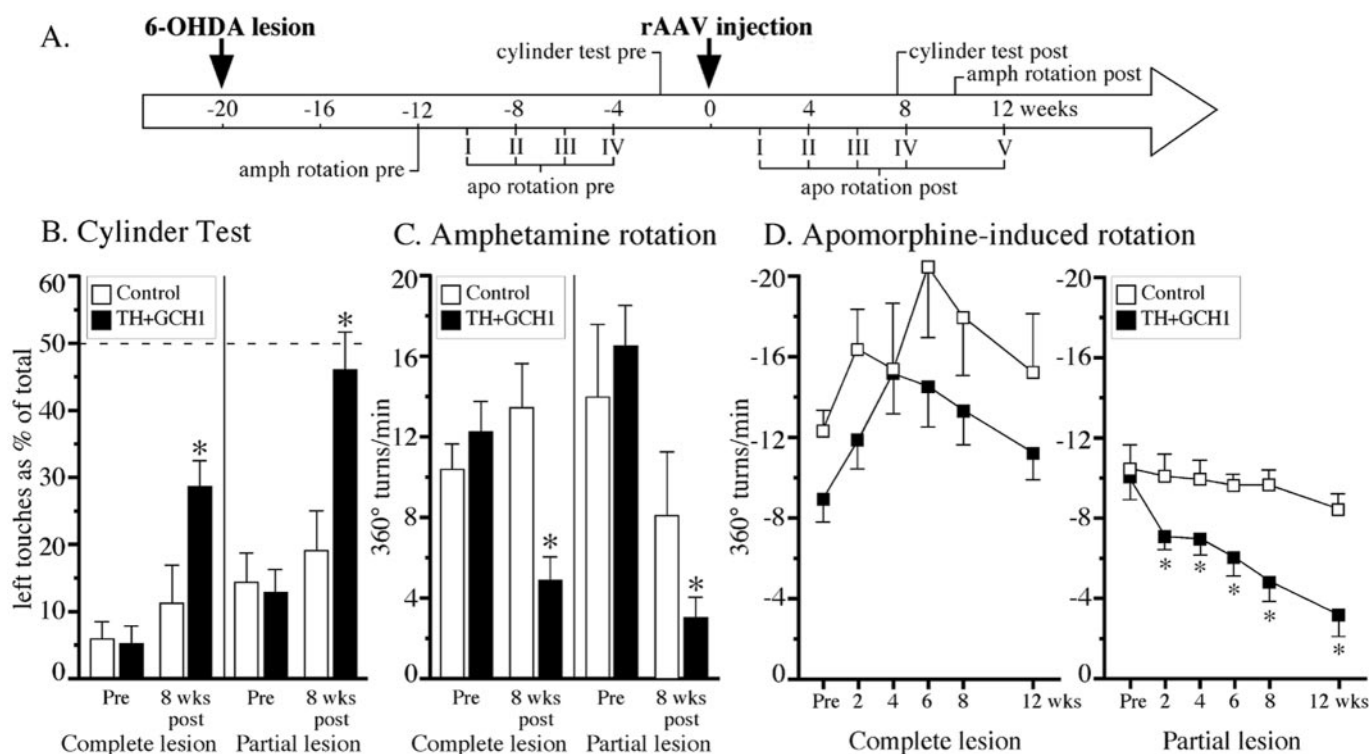 A.
6-OHDA lesion
rAAV injection
cylinder test pre
cylinder test post
amph rotation post
-20 -16 -12 -8 -4 0 4 8 12 weeks
I II III IV I II III IV V
amph rotation pre
apo rotation pre
apo rotation post
B. Cylinder Test
left touches as % of total
60
50
40
30
20
10
0
Control
TH+GCH1
*
*
Pre
8 wks
post
Pre
8 wks
post
Complete lesion
Partial lesion
C. Amphetamine rotation
360° turns/min
20
16
12
8
4
0
Control
TH+GCH1
*
*
Pre
8 wks
post
Pre
8 wks
post
Complete lesion
Partial lesion
D. Apomorphine-induced rotation
360° turns/min
-20
-16
-12
-8
-4
0
Pre 2 4 6 8 12 wks
Complete lesion
-20
-16
-12
-8
-4
0
Control
TH+GCH1
* * * * *
Pre 2 4 6 8 12 wks
Partial lesion